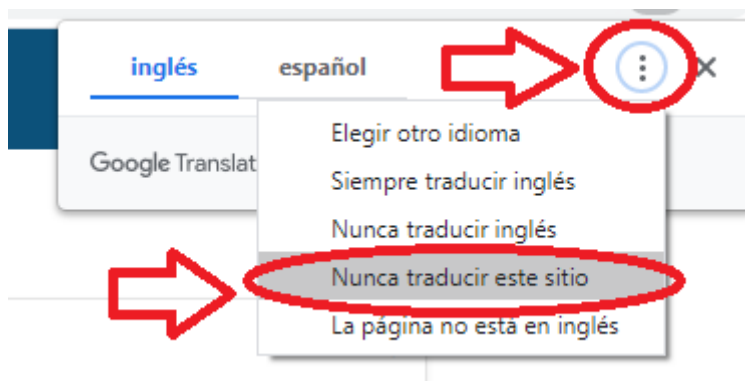 inglés español
Elegir otro idioma
Google Translat
Siempre traducir inglés
Nunca traducir inglés
Nunca traducir este sitio
La página no está en inglés